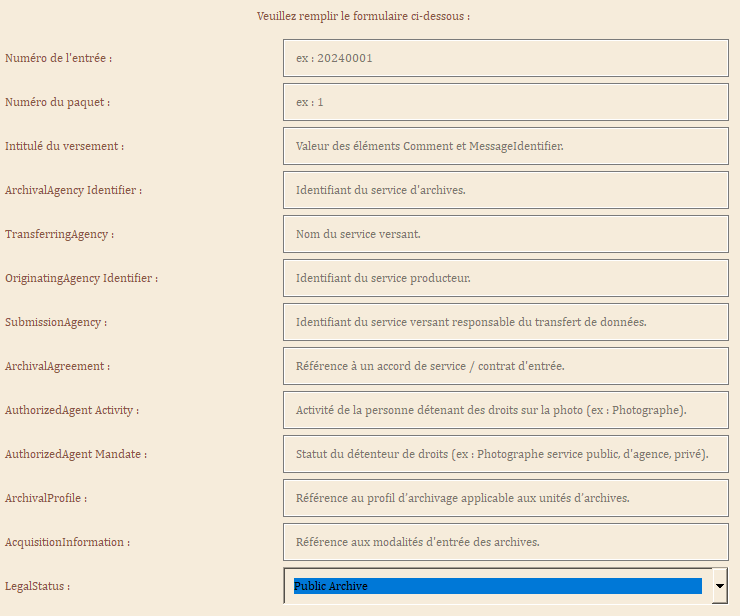 Veuillez remplir le formulaire ci-dessous :
Numéro de l'entrée : ex : 20240001
Numéro du paquet : ex : 1
Intitulé du versement : Valeur des éléments Comment et MessageIdentifier.
ArchivalAgency Identifier : Identifiant du service d'archives.
TransferringAgency : Nom du service versant.
OriginatingAgency Identifier : Identifiant du service producteur.
SubmissionAgency : Identifiant du service versant responsable du transfert de données.
ArchivalAgreement : Référence à un accord de service / contrat d'entrée.
AuthorizedAgent Activity : Activité de la personne détenant des droits sur la photo (ex : Photographe).
AuthorizedAgent Mandate : Statut du détenteur de droits (ex : Photographe service public, d'agence, privé).
ArchivalProfile : Référence au profil d’archivage applicable aux unités d’archives.
AcquisitionInformation : Référence aux modalités d'entrée des archives.
LegalStatus : Public Archive